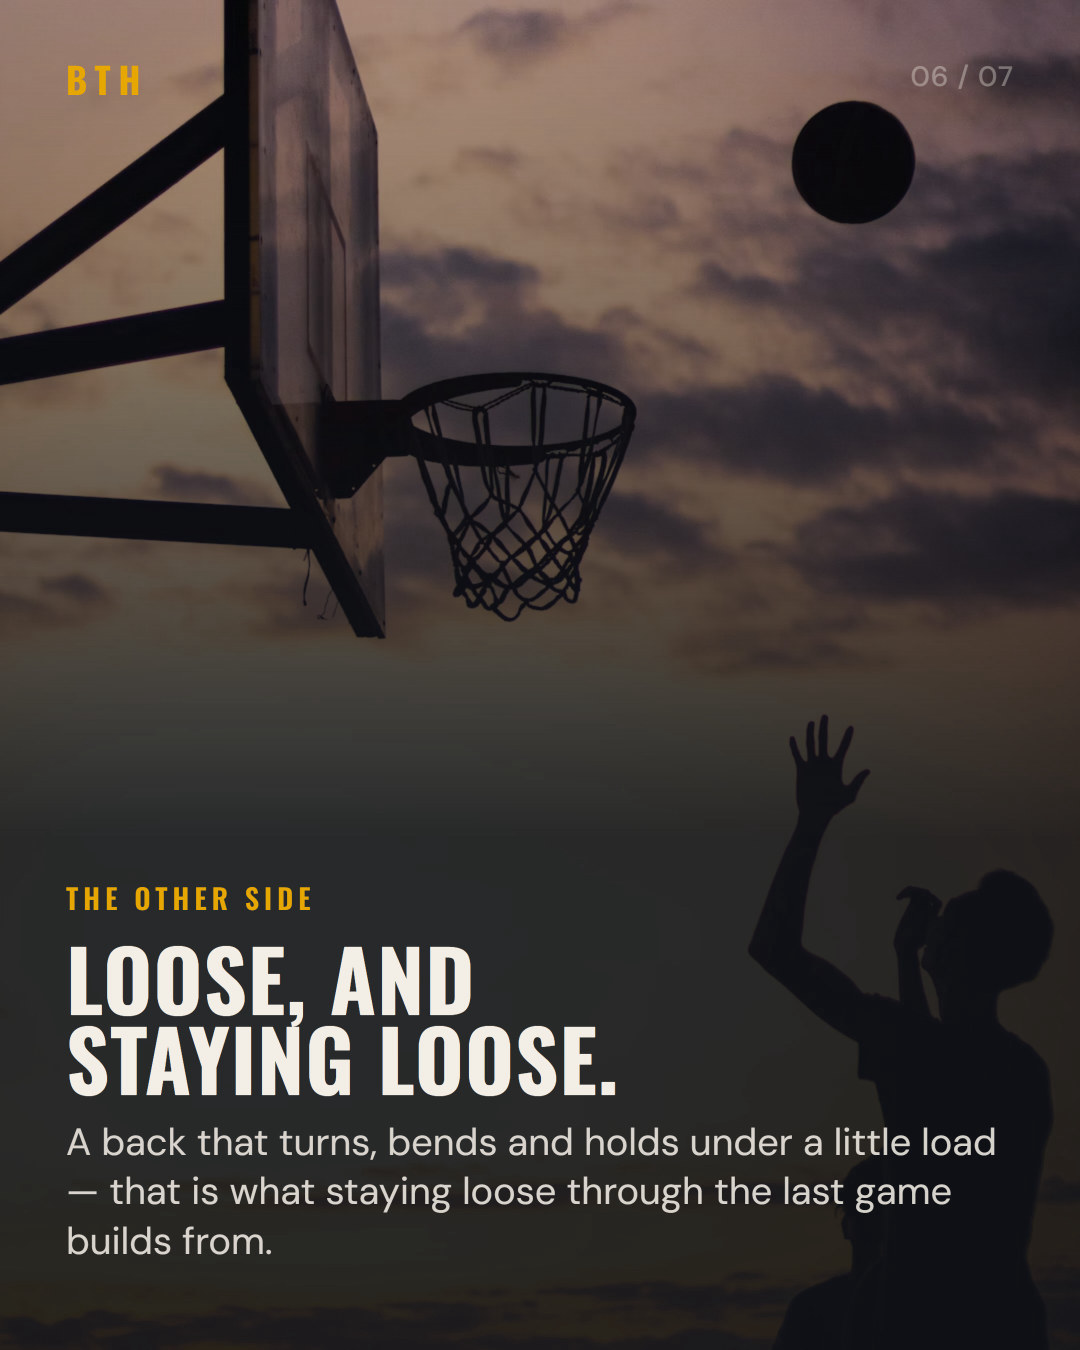 BTH
06 / 07
THE OTHER SIDE
LOOSE, AND
STAYING LOOSE.
A back that turns, bends and holds under a little load
— that is what staying loose through the last game
builds from.